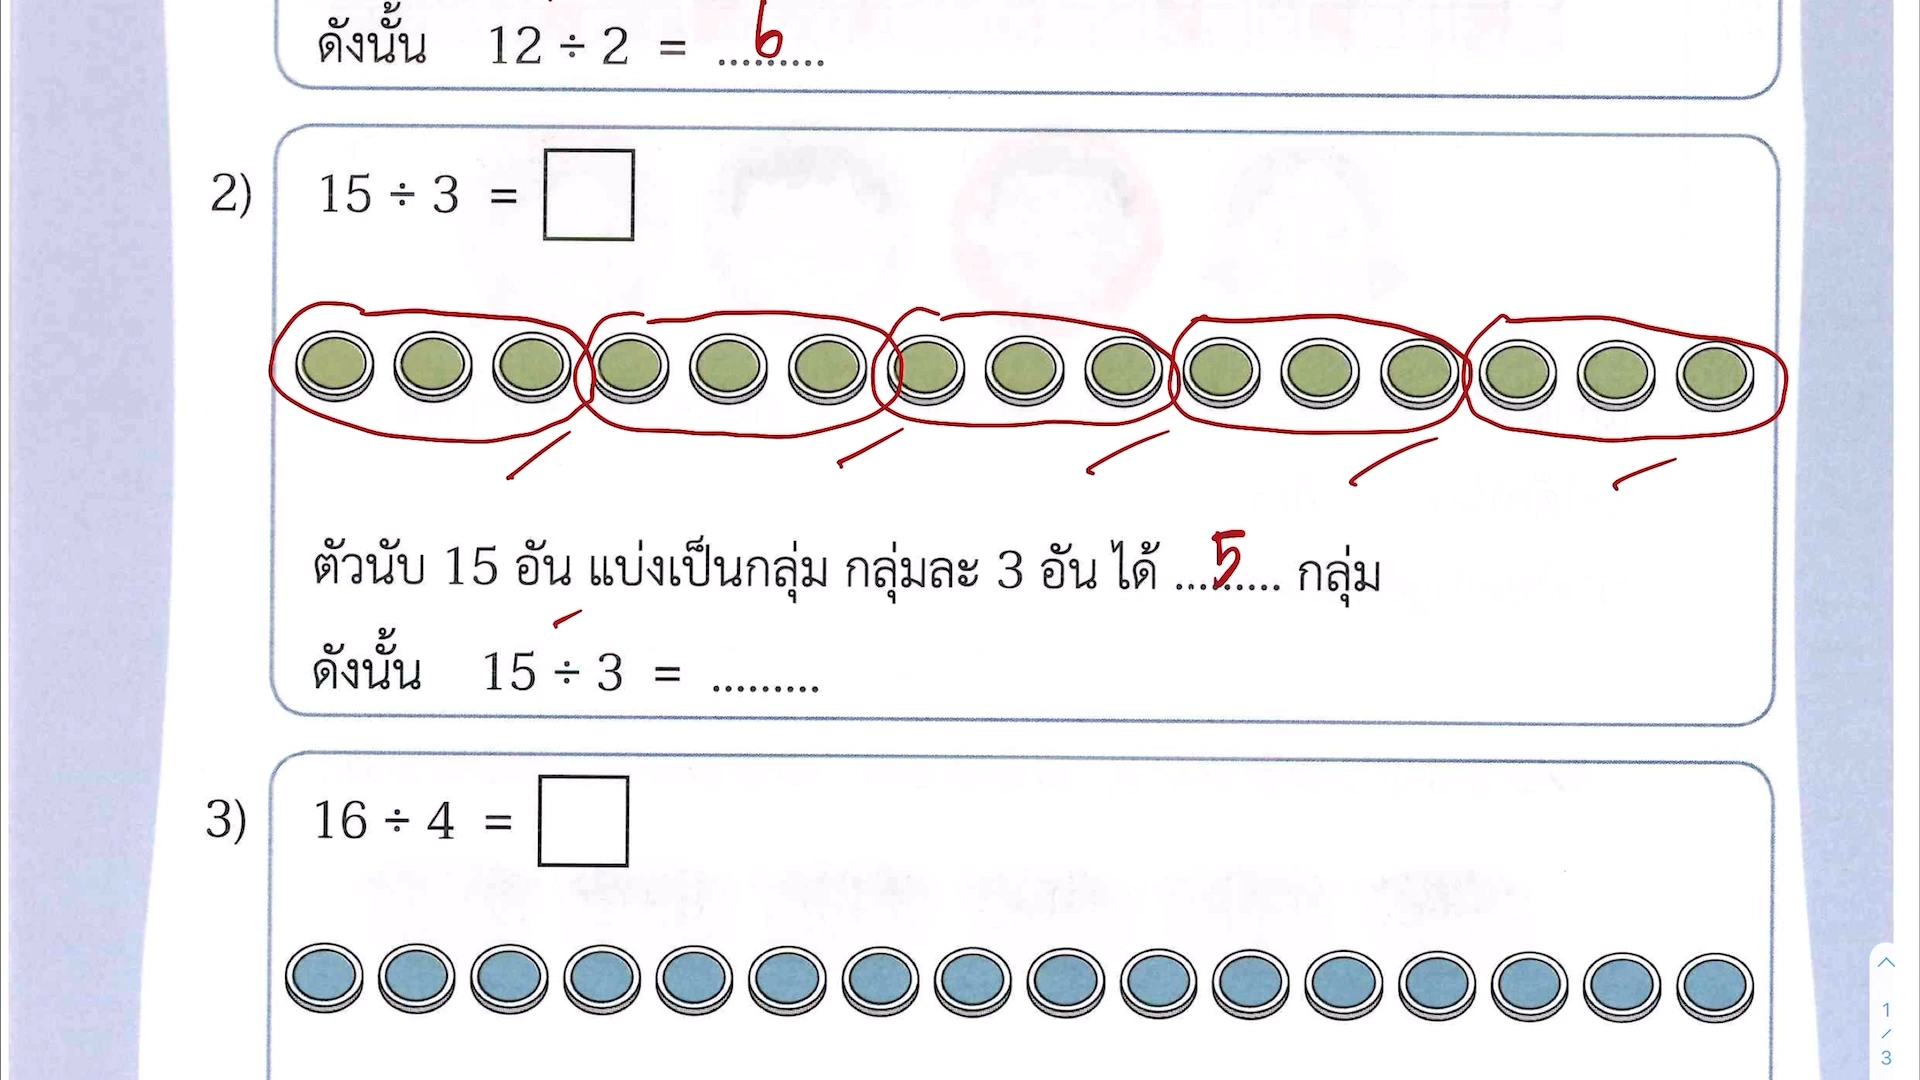 ดังนั้น 12 ÷ 2 = ...6...
2) 15 ÷ 3 =
ตัวนับ 15 อัน แบ่งเป็นกลุ่ม กลุ่มละ 3 อัน ได้ ...5... กลุ่ม
ดังนั้น 15 ÷ 3 = .........
3) 16 ÷ 4 =
1
/
3